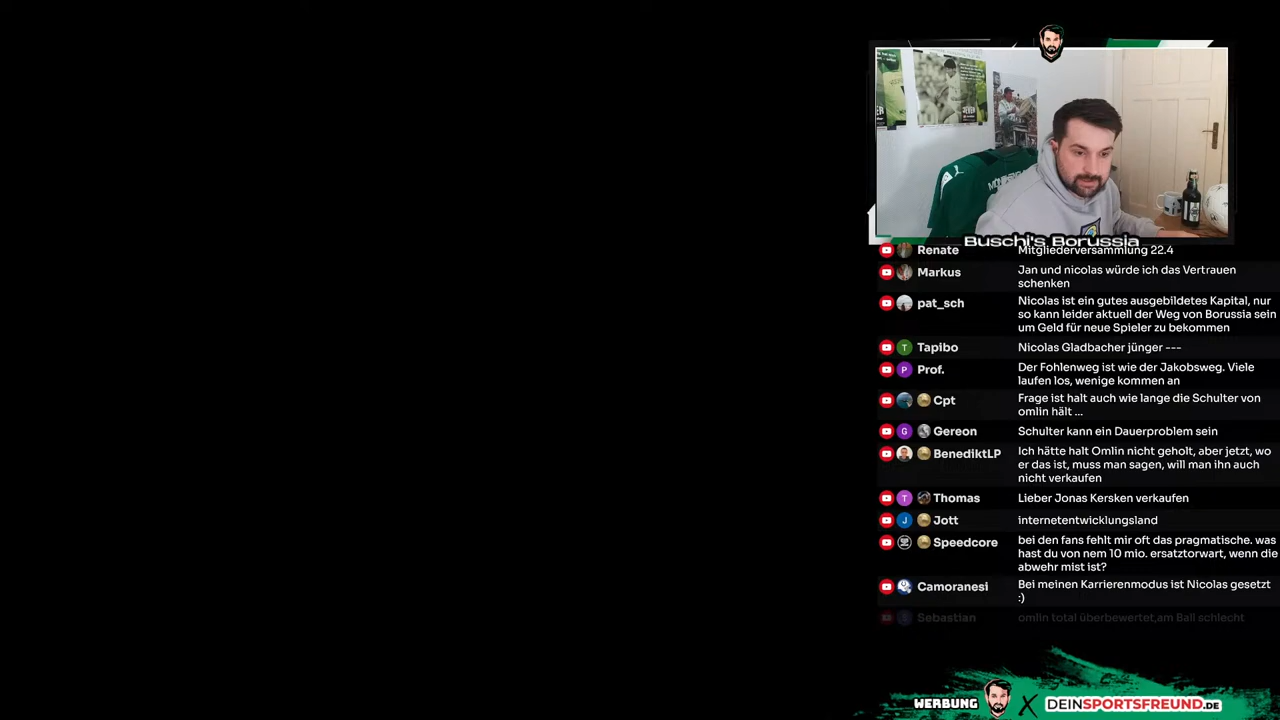 Buschi's Borussia
Renate Mitgliederversammlung 22.4
Markus Jan und nicolas würde ich das Vertrauen
schenken
pat_sch Nicolas ist ein gutes ausgebildetes Kapital, nur
so kann leider aktuell der Weg von Borussia sein
um Geld für neue Spieler zu bekommen
T Tapibo Nicolas Gladbacher jünger ---
P Prof. Der Fohlenweg ist wie der Jakobsweg. Viele
laufen los, wenige kommen an
Cpt Frage ist halt auch wie lange die Schulter von
omlin hält ...
G Gereon Schulter kann ein Dauerproblem sein
BenediktLP Ich hätte halt Omlin nicht geholt, aber jetzt, wo
er das ist, muss man sagen, will man ihn auch
nicht verkaufen
T Thomas Lieber Jonas Kersken verkaufen
J Jott internetentwicklungsland
Speedcore bei den fans fehlt mir oft das pragmatische. was
hast du von nem 10 mio. ersatztorwart, wenn die
abwehr mist ist?
Camoranesi Bei meinen Karrierenmodus ist Nicolas gesetzt
:)
Sebastian omlin total überbewertet,am Ball schlecht
WERBUNG X DEINSPORTSFREUND.DE